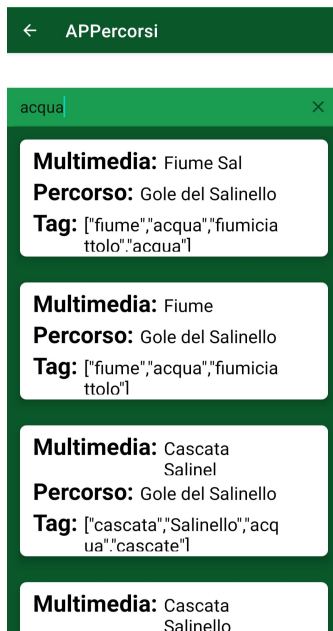 APPercorsi
acqua
Multimedia: Fiume Sal
Percorso: Gole del Salinello
Tag: ["fiume","acqua","fiumicia
ttolo","acqua"]
Multimedia: Fiume
Percorso: Gole del Salinello
Tag: ["fiume","acqua","fiumicia
ttolo"]
Multimedia: Cascata
Salinel
Percorso: Gole del Salinello
Tag: ["cascata","Salinello","acq
ua","cascate"]
Multimedia: Cascata
Salinello